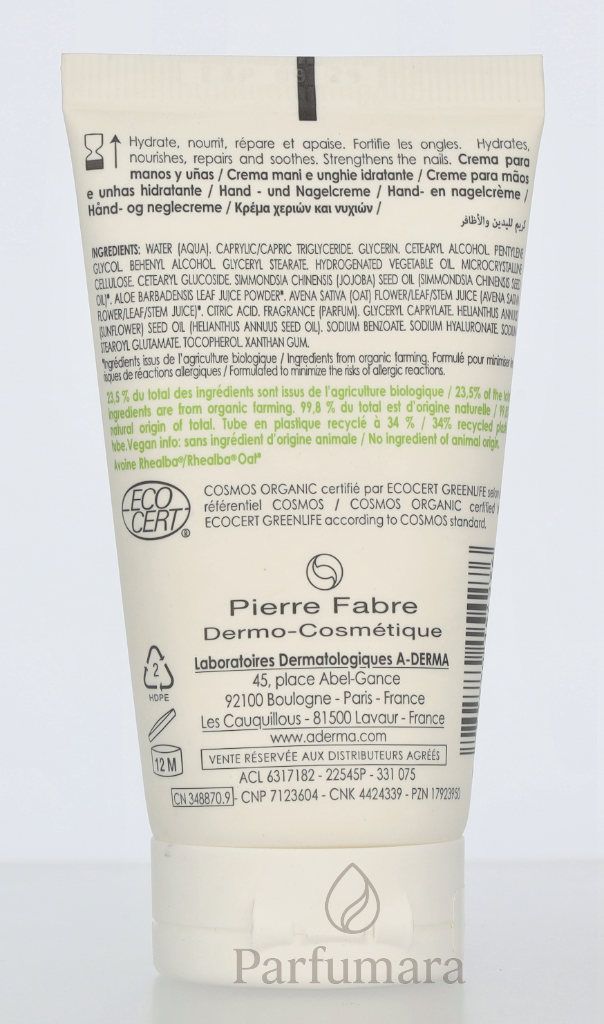 Hydrate, nourrit, répare et apaise. Fortifie les ongles. Hydrates,
nourishes, repairs and soothes. Strengthens the nails. Crema para
manos y uñas / Crema mani e unghie idratante / Creme para mãos
e unhas hidratante / Hand - und Nagelcreme / Hand- en nagelcrème /
Hånd- og neglecreme / Κρέμα χεριών και νυχιών /
كريم لليدين والأظافر
INGREDIENTS: WATER (AQUA). CAPRYLIC/CAPRIC TRIGLYCERIDE. GLYCERIN. CETEARYL ALCOHOL. PENTYLENE
GLYCOL. BEHENYL ALCOHOL. GLYCERYL STEARATE. HYDROGENATED VEGETABLE OIL. MICROCRYSTALLINE
CELLULOSE. CETEARYL GLUCOSIDE. SIMMONDSIA CHINENSIS (JOJOBA) SEED OIL (SIMMONDSIA CHINENSIS SEED
OIL)*. ALOE BARBADENSIS LEAF JUICE POWDER*. AVENA SATIVA (OAT) FLOWER/LEAF/STEM JUICE (AVENA SATIVA
FLOWER/LEAF/STEM JUICE)*. CITRIC ACID. FRAGRANCE (PARFUM). GLYCERYL CAPRYLATE. HELIANTHUS ANNUUS
(SUNFLOWER) SEED OIL (HELIANTHUS ANNUUS SEED OIL). SODIUM BENZOATE. SODIUM HYALURONATE. SODIUM
STEAROYL GLUTAMATE. TOCOPHEROL. XANTHAN GUM.
*Ingrédients issus de l'agriculture biologique / Ingredients from organic farming. Formulé pour minimiser les
risques de réactions allergiques / Formulated to minimize the risks of allergic reactions.
23,5 % du total des ingrédients sont issus de l'agriculture biologique / 23,5% of the total
ingredients are from organic farming. 99,8 % du total est d'origine naturelle / 99,8%
natural origin of total. Tube en plastique recyclé à 34 % / 34% recycled plastic
tube. Vegan info: sans ingrédient d'origine animale / No ingredient of animal origin.
Avoine Rhealba®/Rhealba® Oat*
ECO
CERT
®
COSMOS ORGANIC certifié par ECOCERT GREENLIFE selon
référentiel COSMOS / COSMOS ORGANIC certified
ECOCERT GREENLIFE according to COSMOS standard.
Pierre Fabre
Dermo-Cosmétique
Laboratoires Dermatologiques A-DERMA
45, place Abel-Gance
92100 Boulogne - Paris - France
Les Cauquillous - 81500 Lavaur - France
www.aderma.com
VENTE RÉSERVÉE AUX DISTRIBUTEURS AGRÉÉS
ACL 6317182 - 22545P - 331 075
CN 348870.9 - CNP 7123604 - CNK 4424339 - PZN 17923950
2
HDPE
12 M
Parfumara